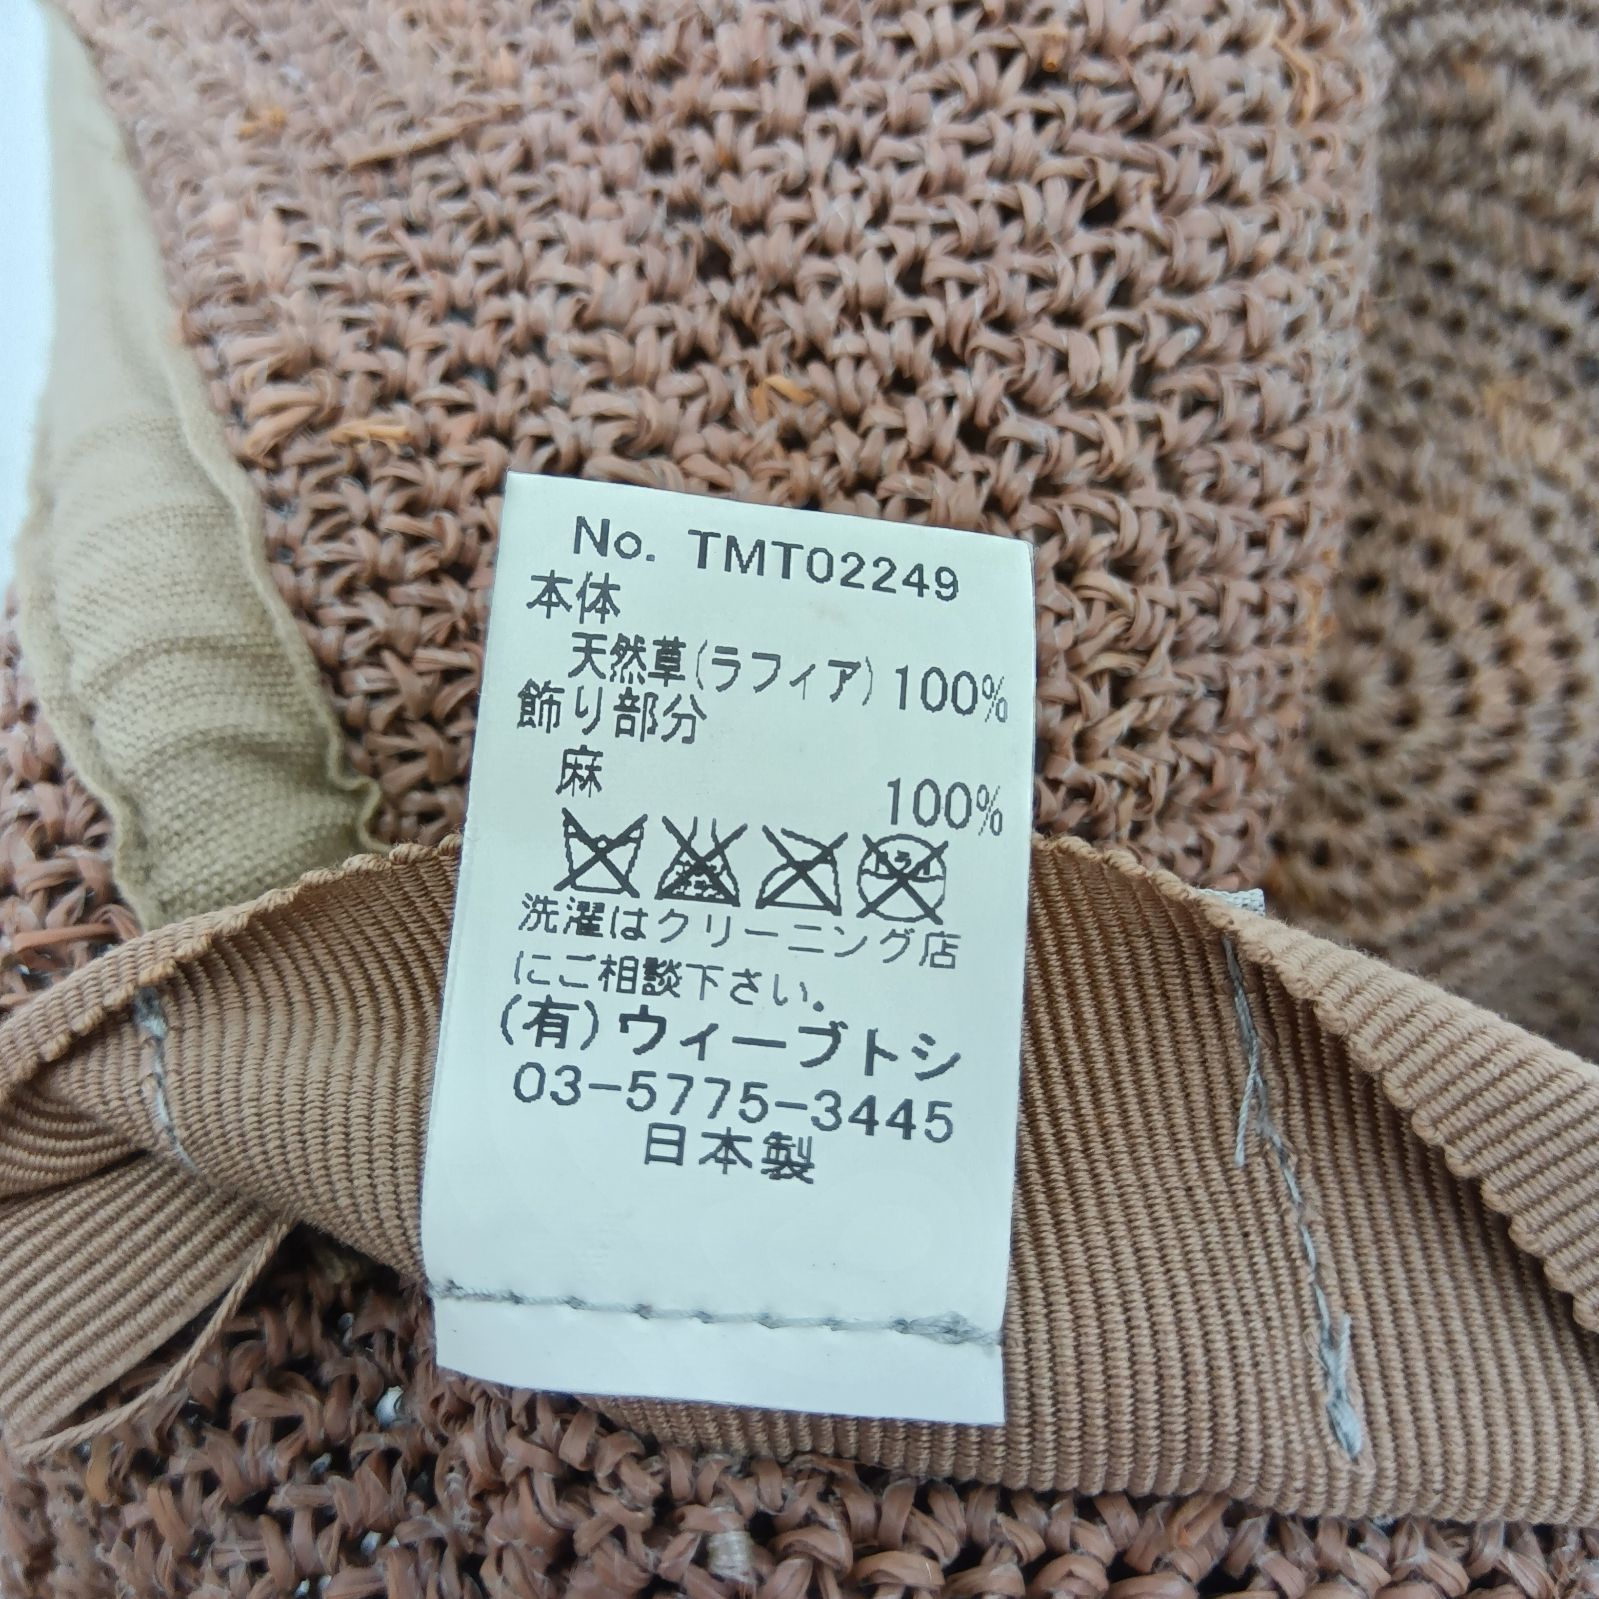 No. TMT02249
本体
天然草(ラフィア) 100%
飾り部分
麻 100%
洗濯はクリーニング店
にご相談下さい.
(有)ウィーブトシ
03-5775-3445
日本製